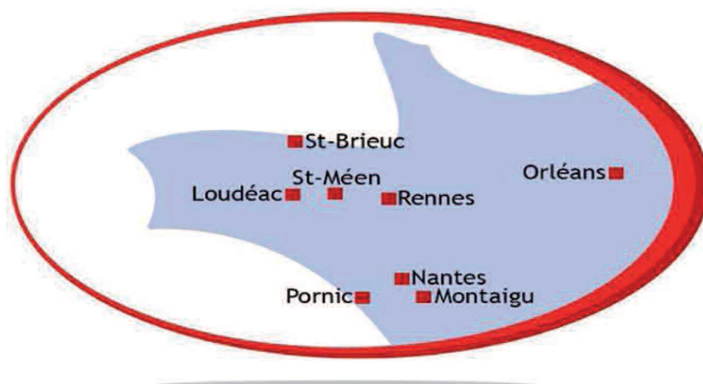 St-Brieuc
St-Méen
Orléans
Loudéac
Rennes
Nantes
Pornic
Montaigu